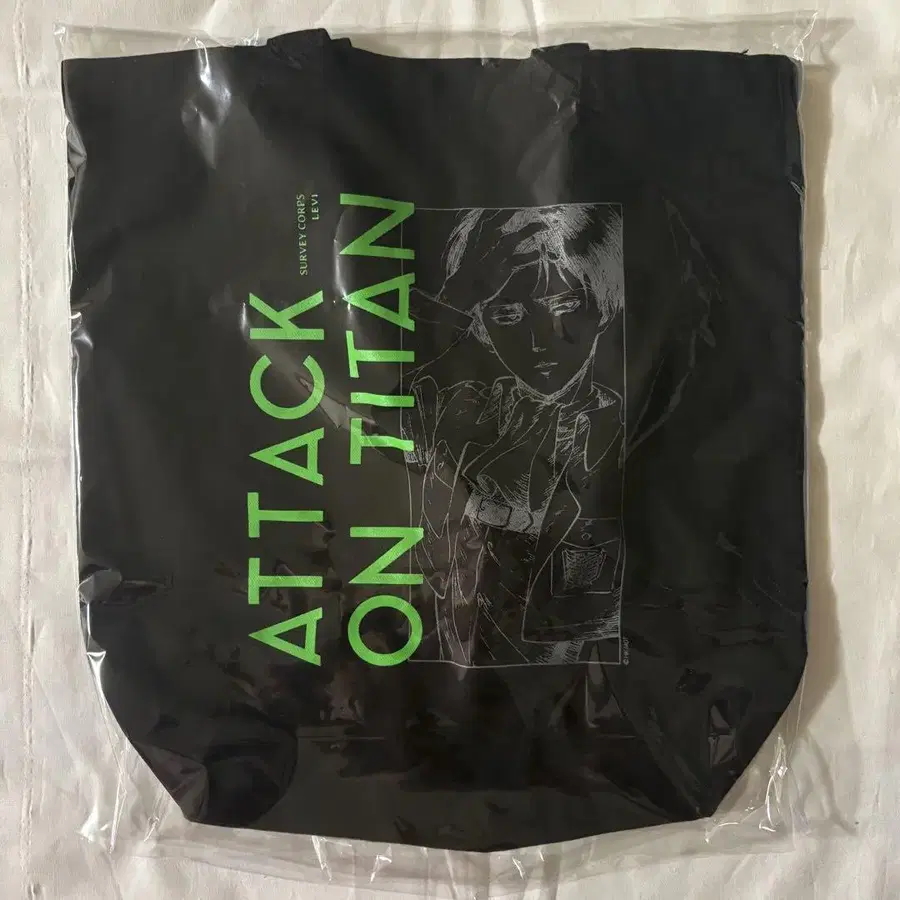 ATTACK
ON TITAN
SURVEY CORPS
LEVI